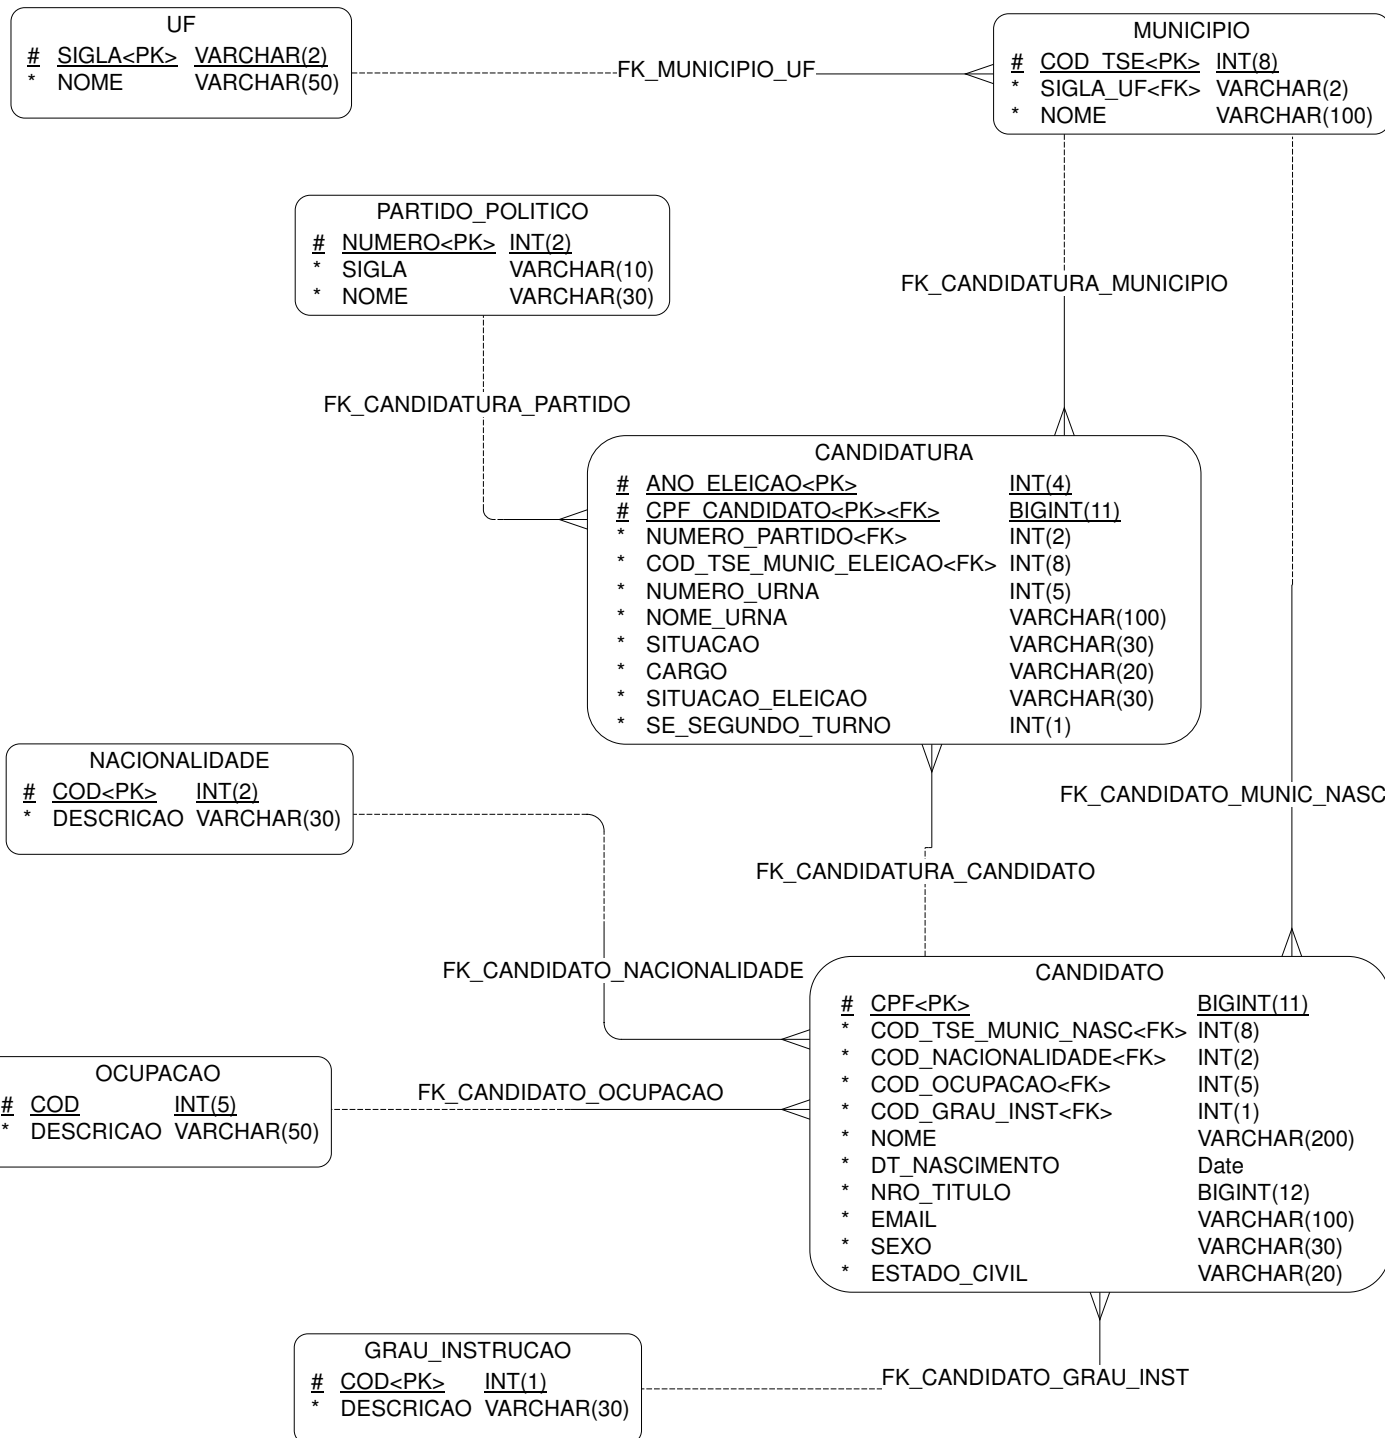 UF
# SIGLA<PK> VARCHAR(2)
* NOME VARCHAR(50)
FK_MUNICIPIO_UF
MUNICIPIO
# COD_TSE<PK> INT(8)
* SIGLA_UF<FK> VARCHAR(2)
* NOME VARCHAR(100)
PARTIDO_POLITICO
# NUMERO<PK> INT(2)
* SIGLA VARCHAR(10)
* NOME VARCHAR(30)
FK_CANDIDATURA_MUNICIPIO
FK_CANDIDATURA_PARTIDO
CANDIDATURA
# ANO_ELEICAO<PK> INT(4)
# CPF_CANDIDATO<PK><FK> BIGINT(11)
* NUMERO_PARTIDO<FK> INT(2)
* COD_TSE_MUNIC_ELEICAO<FK> INT(8)
* NUMERO_URNA INT(5)
* NOME_URNA VARCHAR(100)
* SITUACAO VARCHAR(30)
* CARGO VARCHAR(20)
* SITUACAO_ELEICAO VARCHAR(30)
* SE_SEGUNDO_TURNO INT(1)
NACIONALIDADE
# COD<PK> INT(2)
* DESCRICAO VARCHAR(30)
FK_CANDIDATO_MUNIC_NASC
FK_CANDIDATURA_CANDIDATO
FK_CANDIDATO_NACIONALIDADE
CANDIDATO
# CPF<PK> BIGINT(11)
* COD_TSE_MUNIC_NASC<FK> INT(8)
* COD_NACIONALIDADE<FK> INT(2)
* COD_OCUPACAO<FK> INT(5)
* COD_GRAU_INST<FK> INT(1)
* NOME VARCHAR(200)
* DT_NASCIMENTO Date
* NRO_TITULO BIGINT(12)
* EMAIL VARCHAR(100)
* SEXO VARCHAR(30)
* ESTADO_CIVIL VARCHAR(20)
OCUPACAO
# COD INT(5)
* DESCRICAO VARCHAR(50)
FK_CANDIDATO_OCUPACAO
GRAU_INSTRUCAO
# COD<PK> INT(1)
* DESCRICAO VARCHAR(30)
FK_CANDIDATO_GRAU_INST